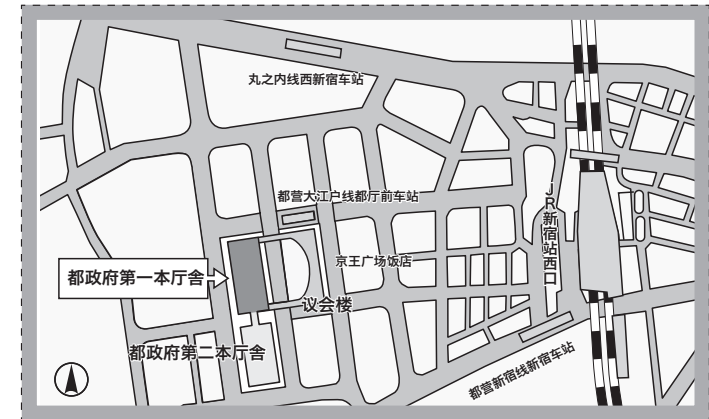 丸之内线西新宿车站
都营大江户线都厅前车站
JR新宿站西口
京王广场饭店
都政府第一本厅舍
议会楼
都政府第二本厅舍
都营新宿线新宿车站